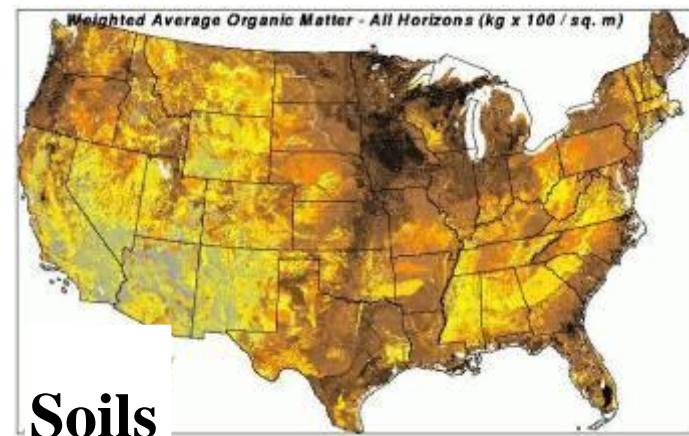 Weighted Average Organic Matter - All Horizons (kg x 100 / sq. m)
Soils